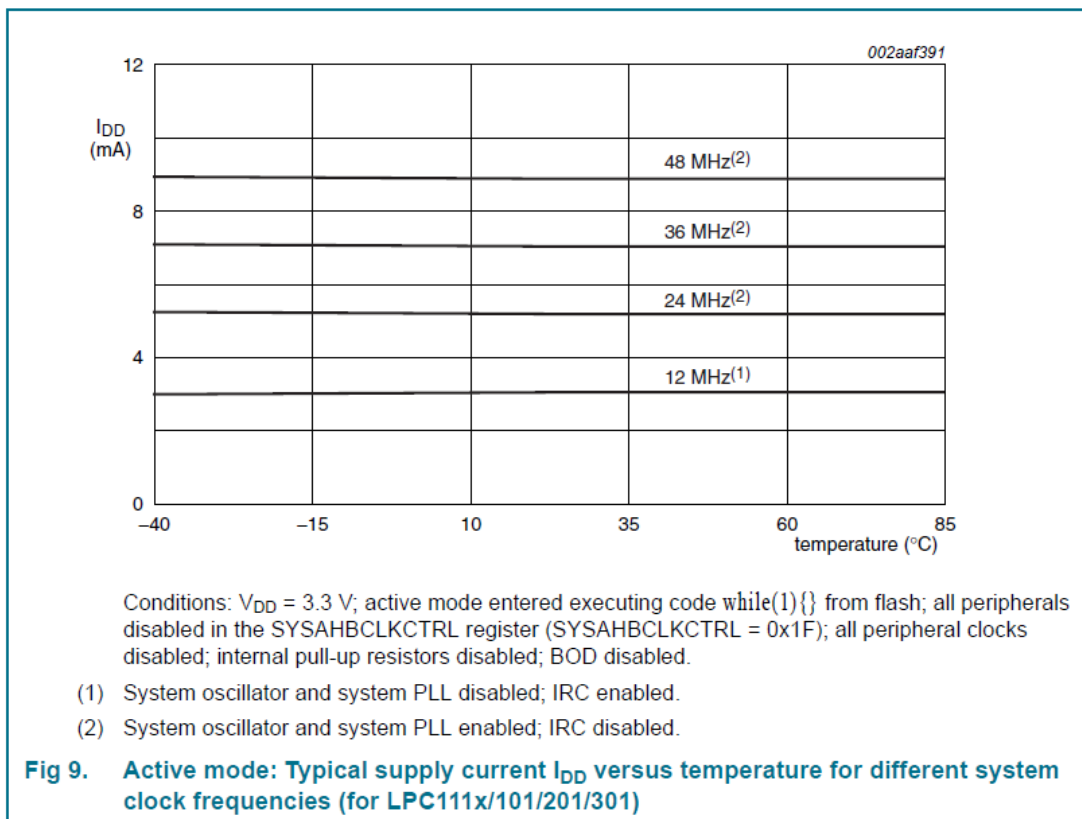 002aaf391
12
IDD
(mA)
48 MHz(2)
8
36 MHz(2)
24 MHz(2)
4
12 MHz(1)
0
−40 −15 10 35 60 85
temperature (°C)
Conditions: VDD = 3.3 V; active mode entered executing code while(1){} from flash; all peripherals
disabled in the SYSAHBCLKCTRL register (SYSAHBCLKCTRL = 0x1F); all peripheral clocks
disabled; internal pull-up resistors disabled; BOD disabled.
(1) System oscillator and system PLL disabled; IRC enabled.
(2) System oscillator and system PLL enabled; IRC disabled.
Fig 9. Active mode: Typical supply current IDD versus temperature for different system
clock frequencies (for LPC111x/101/201/301)